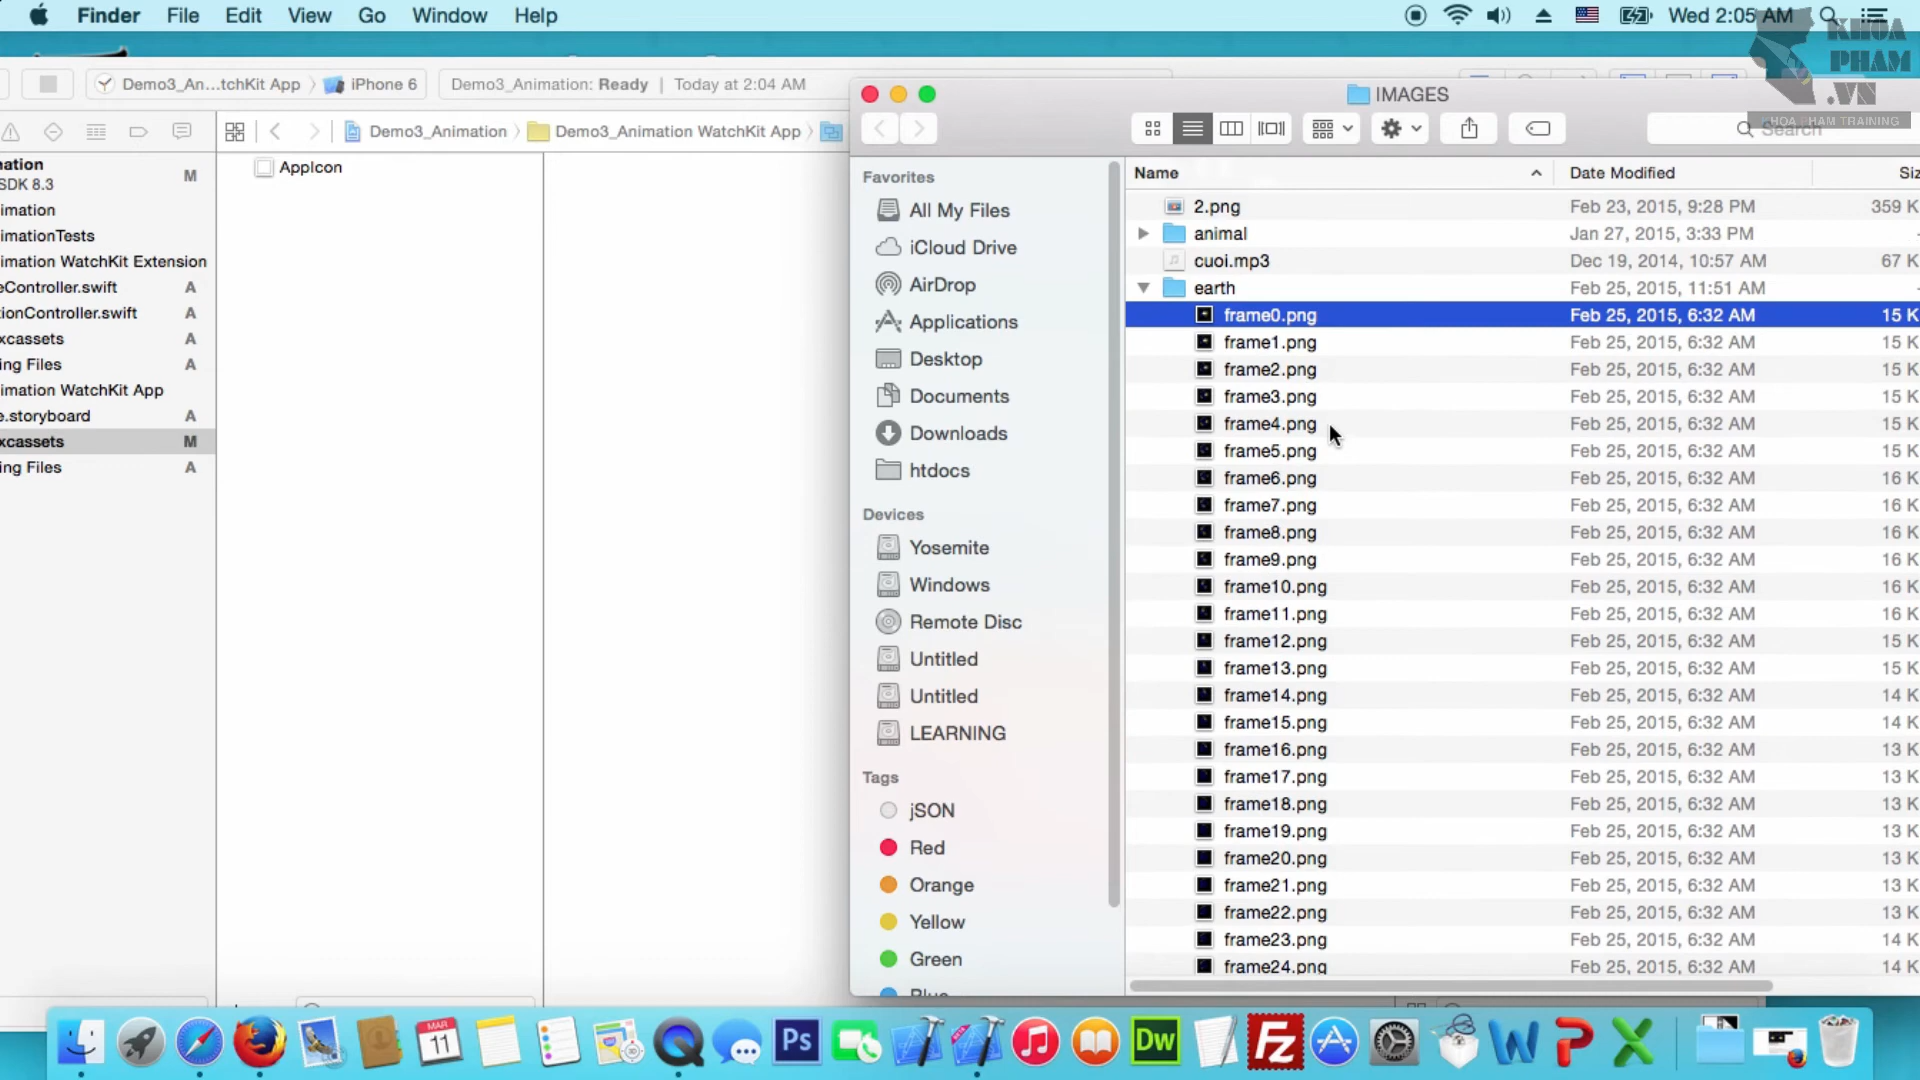 Finder File Edit View Go Window Help
Wed 2:05 AM
KHOA
PHAM
.VN
HOA PHAM TRAINING
Demo3_An...tchKit App
iPhone 6
Demo3_Animation: Ready | Today at 2:04 AM
IMAGES
Demo3_Animation
Demo3_Animation WatchKit App
Search
AppIcon
nation
SDK 8.3
M
imation
imationTests
imation WatchKit Extension
eController.swift A
ionController.swift A
xcassets A
ing Files A
imation WatchKit App
e.storyboard A
xcassets M
ing Files A
Favorites
All My Files
iCloud Drive
AirDrop
Applications
Desktop
Documents
Downloads
htdocs
Devices
Yosemite
Windows
Remote Disc
Untitled
Untitled
LEARNING
Tags
jSON
Red
Orange
Yellow
Green
Blue
Name Date Modified Siz
2.png Feb 23, 2015, 9:28 PM 359 K
animal Jan 27, 2015, 3:33 PM -
cuoi.mp3 Dec 19, 2014, 10:57 AM 67 K
earth Feb 25, 2015, 11:51 AM -
frame0.png Feb 25, 2015, 6:32 AM 15 K
frame1.png Feb 25, 2015, 6:32 AM 15 K
frame2.png Feb 25, 2015, 6:32 AM 15 K
frame3.png Feb 25, 2015, 6:32 AM 15 K
frame4.png Feb 25, 2015, 6:32 AM 15 K
frame5.png Feb 25, 2015, 6:32 AM 15 K
frame6.png Feb 25, 2015, 6:32 AM 16 K
frame7.png Feb 25, 2015, 6:32 AM 16 K
frame8.png Feb 25, 2015, 6:32 AM 16 K
frame9.png Feb 25, 2015, 6:32 AM 16 K
frame10.png Feb 25, 2015, 6:32 AM 16 K
frame11.png Feb 25, 2015, 6:32 AM 16 K
frame12.png Feb 25, 2015, 6:32 AM 15 K
frame13.png Feb 25, 2015, 6:32 AM 15 K
frame14.png Feb 25, 2015, 6:32 AM 14 K
frame15.png Feb 25, 2015, 6:32 AM 14 K
frame16.png Feb 25, 2015, 6:32 AM 13 K
frame17.png Feb 25, 2015, 6:32 AM 13 K
frame18.png Feb 25, 2015, 6:32 AM 13 K
frame19.png Feb 25, 2015, 6:32 AM 13 K
frame20.png Feb 25, 2015, 6:32 AM 13 K
frame21.png Feb 25, 2015, 6:32 AM 13 K
frame22.png Feb 25, 2015, 6:32 AM 13 K
frame23.png Feb 25, 2015, 6:32 AM 14 K
frame24.png Feb 25, 2015, 6:32 AM 14 K
MAR
11
Ps
Dw
FZ